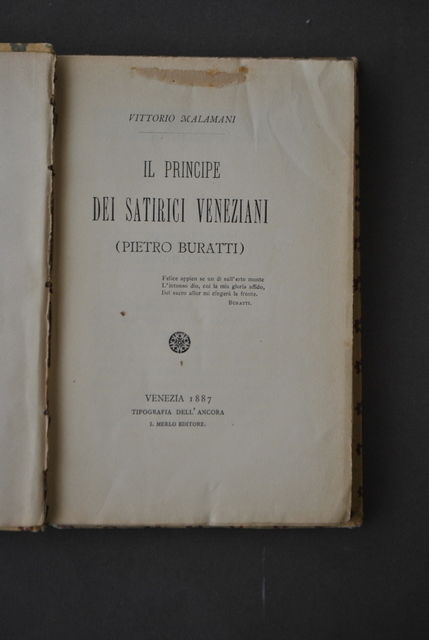 VITTORIO MALAMANI
IL PRINCIPE
DEI SATIRICI VENEZIANI
(PIETRO BURATTI)
Felice appien se un dì sull'erto monte
L'intonso dio, cui la mia gloria affido,
Del sacro allor mi cingerà la fronte.
BURATTI.
VENEZIA 1887
TIPOGRAFIA DELL'ANCORA
I. MERLO EDITORE.